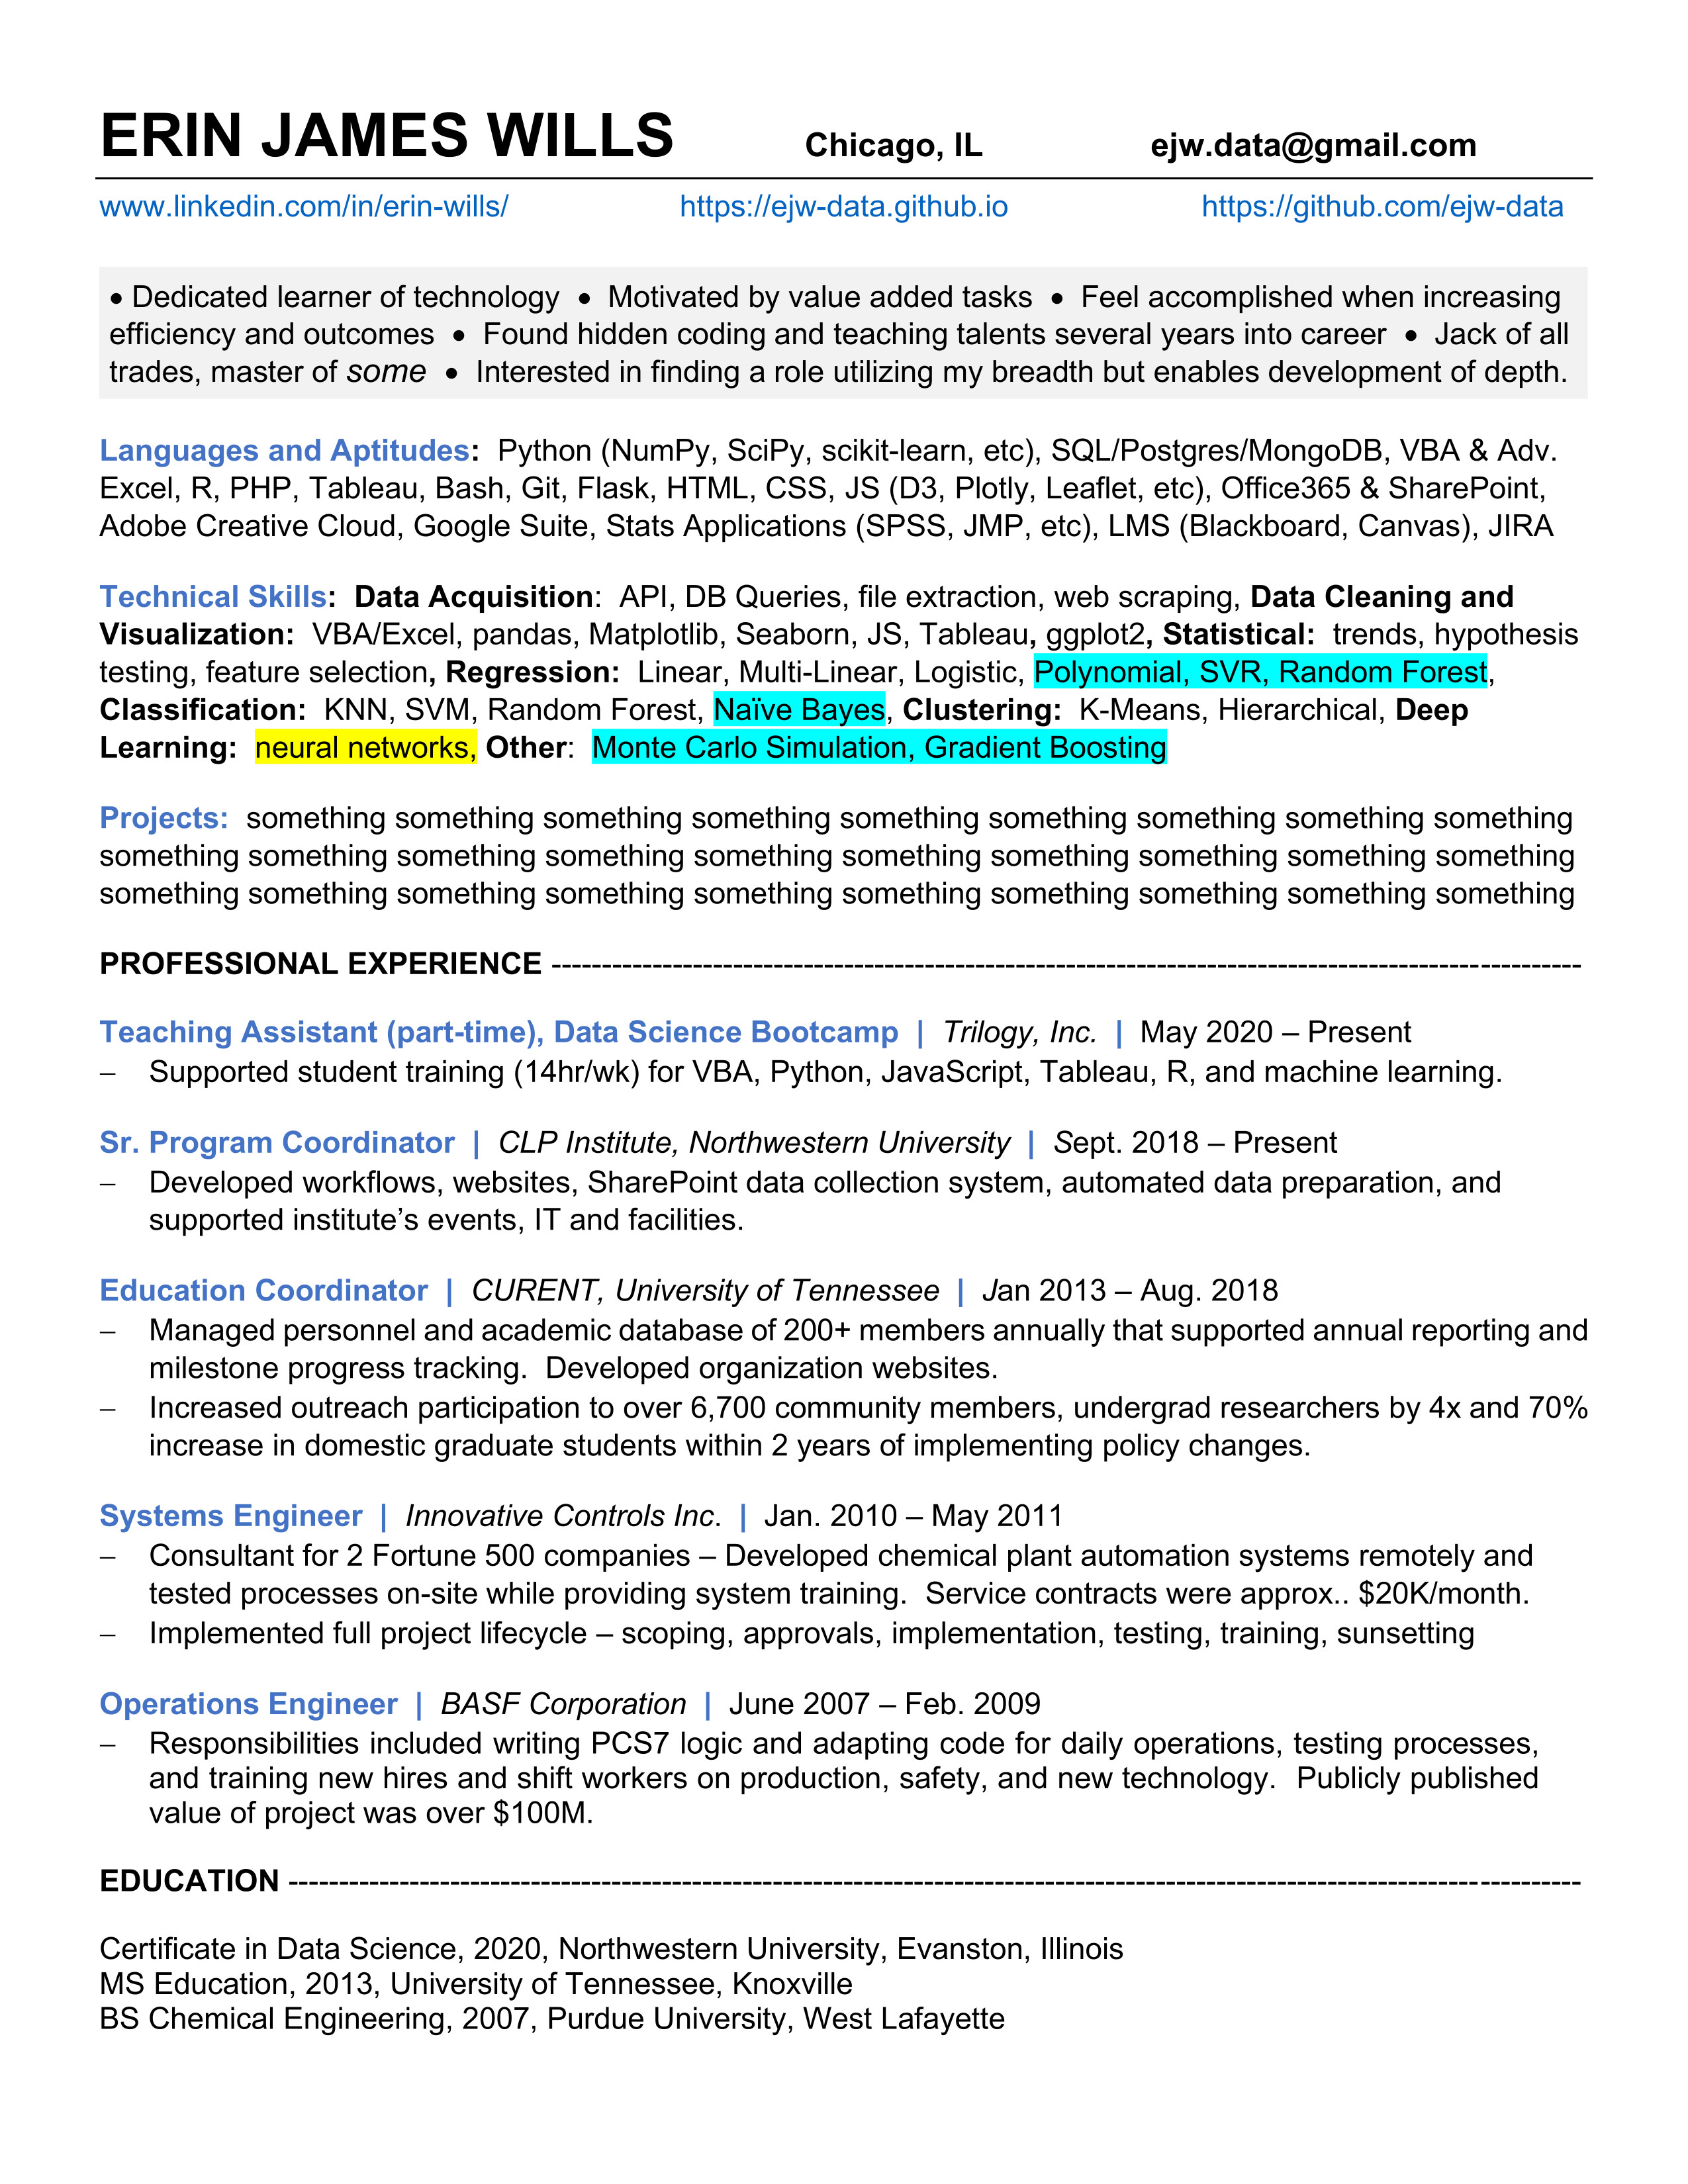 ERIN JAMES WILLS Chicago, IL ejw.data@gmail.com
www.linkedin.com/in/erin-wills/ https://ejw-data.github.io https://github.com/ejw-data
• Dedicated learner of technology • Motivated by value added tasks • Feel accomplished when increasing
efficiency and outcomes • Found hidden coding and teaching talents several years into career • Jack of all
trades, master of some • Interested in finding a role utilizing my breadth but enables development of depth.
Languages and Aptitudes: Python (NumPy, SciPy, scikit-learn, etc), SQL/Postgres/MongoDB, VBA & Adv.
Excel, R, PHP, Tableau, Bash, Git, Flask, HTML, CSS, JS (D3, Plotly, Leaflet, etc), Office365 & SharePoint,
Adobe Creative Cloud, Google Suite, Stats Applications (SPSS, JMP, etc), LMS (Blackboard, Canvas), JIRA
Technical Skills: Data Acquisition: API, DB Queries, file extraction, web scraping, Data Cleaning and
Visualization: VBA/Excel, pandas, Matplotlib, Seaborn, JS, Tableau, ggplot2, Statistical: trends, hypothesis
testing, feature selection, Regression: Linear, Multi-Linear, Logistic, Polynomial, SVR, Random Forest,
Classification: KNN, SVM, Random Forest, Naïve Bayes, Clustering: K-Means, Hierarchical, Deep
Learning: neural networks, Other: Monte Carlo Simulation, Gradient Boosting
Projects: something something something something something something something something something
something something something something something something something something something something
something something something something something something something something something something
PROFESSIONAL EXPERIENCE -------------------------------------------------------------------------------------------------------
Teaching Assistant (part-time), Data Science Bootcamp | Trilogy, Inc. | May 2020 – Present
– Supported student training (14hr/wk) for VBA, Python, JavaScript, Tableau, R, and machine learning.
Sr. Program Coordinator | CLP Institute, Northwestern University | Sept. 2018 – Present
– Developed workflows, websites, SharePoint data collection system, automated data preparation, and
supported institute’s events, IT and facilities.
Education Coordinator | CURENT, University of Tennessee | Jan 2013 – Aug. 2018
– Managed personnel and academic database of 200+ members annually that supported annual reporting and
milestone progress tracking. Developed organization websites.
– Increased outreach participation to over 6,700 community members, undergrad researchers by 4x and 70%
increase in domestic graduate students within 2 years of implementing policy changes.
Systems Engineer | Innovative Controls Inc. | Jan. 2010 – May 2011
– Consultant for 2 Fortune 500 companies – Developed chemical plant automation systems remotely and
tested processes on-site while providing system training. Service contracts were approx.. $20K/month.
– Implemented full project lifecycle – scoping, approvals, implementation, testing, training, sunsetting
Operations Engineer | BASF Corporation | June 2007 – Feb. 2009
– Responsibilities included writing PCS7 logic and adapting code for daily operations, testing processes,
and training new hires and shift workers on production, safety, and new technology. Publicly published
value of project was over $100M.
EDUCATION ---------------------------------------------------------------------------------------------------------------------------------
Certificate in Data Science, 2020, Northwestern University, Evanston, Illinois
MS Education, 2013, University of Tennessee, Knoxville
BS Chemical Engineering, 2007, Purdue University, West Lafayette